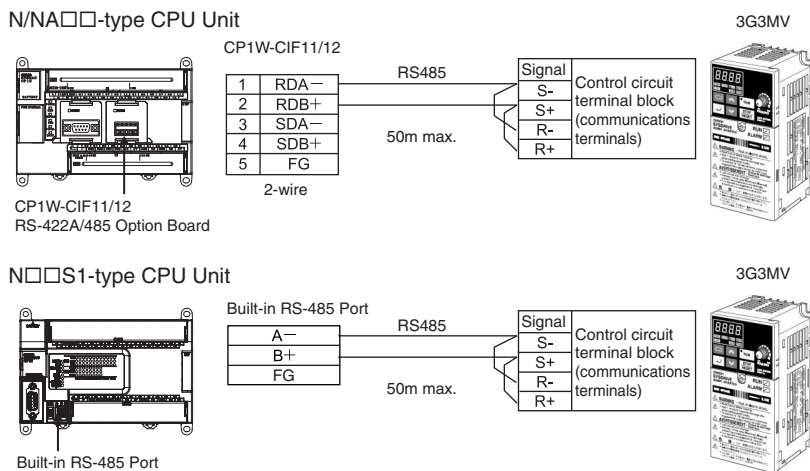 N/NA□□-type CPU Unit
3G3MV
CP1W-CIF11/12
1 RDA−
2 RDB+
3 SDA−
4 SDB+
5 FG
2-wire
RS485
50m max.
Signal
S-
S+
R-
R+
Control circuit
terminal block
(communications
terminals)
CP1W-CIF11/12
RS-422A/485 Option Board
N□□S1-type CPU Unit
3G3MV
Built-in RS-485 Port
A−
B+
FG
RS485
50m max.
Signal
S-
S+
R-
R+
Control circuit
terminal block
(communications
terminals)
Built-in RS-485 Port